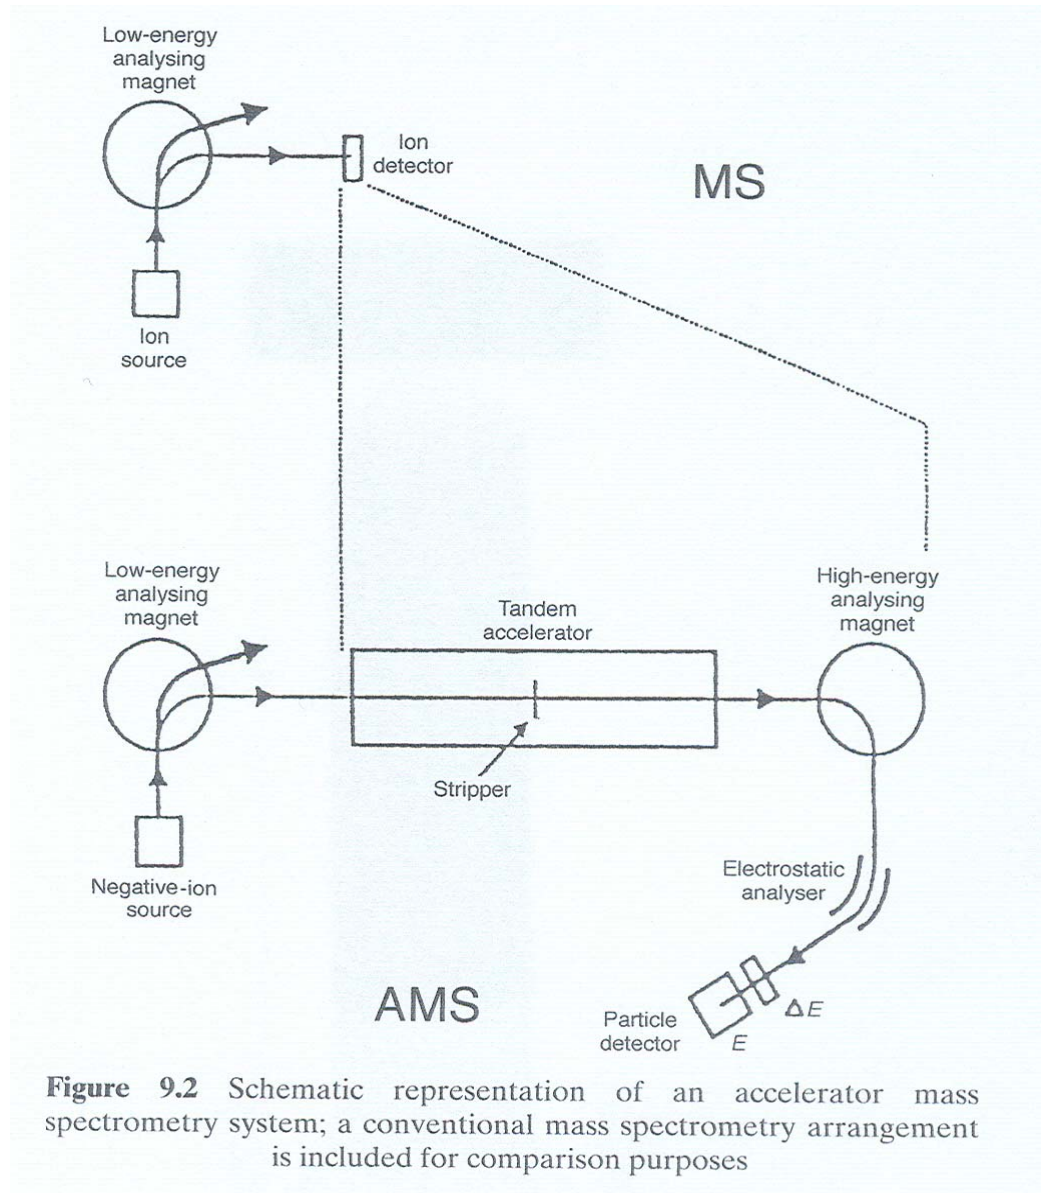 Low-energy
analysing
magnet
Ion
detector
MS
Ion
source
Low-energy
analysing
magnet
Tandem
accelerator
High-energy
analysing
magnet
Stripper
Negative-ion
source
Electrostatic
analyser
AMS
Particle
detector
E
ΔE
Figure 9.2 Schematic representation of an accelerator mass
spectrometry system; a conventional mass spectrometry arrangement
is included for comparison purposes